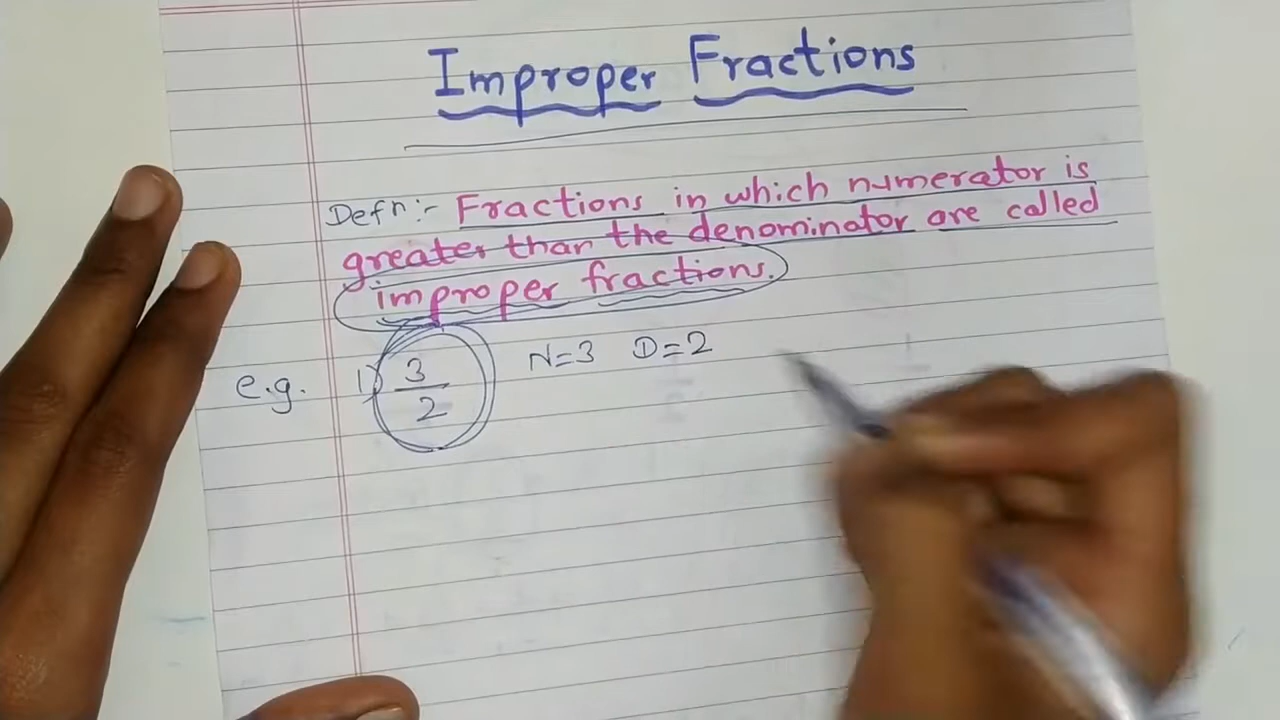 Improper Fractions
Defn:- Fractions in which numerator is
greater than the denominator are called
improper fractions.
e.g. 1) 3/2 N=3 D=2